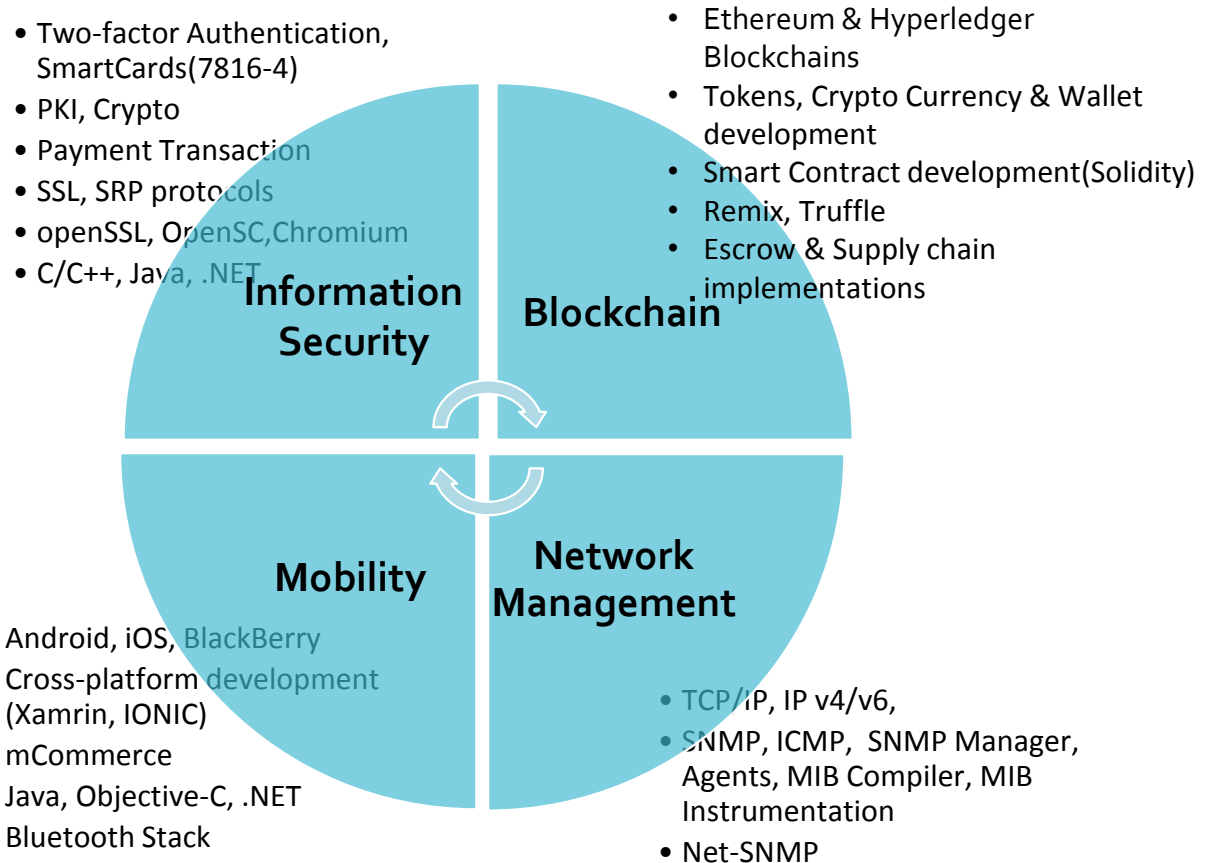 • Two-factor Authentication,
SmartCards(7816-4)
• PKI, Crypto
• Payment Transaction
• SSL, SRP protocols
• openSSL, OpenSC,Chromium
• C/C++, Java, .NET
Information
Security
• Ethereum & Hyperledger
Blockchains
• Tokens, Crypto Currency & Wallet
development
• Smart Contract development(Solidity)
• Remix, Truffle
• Escrow & Supply chain
implementations
Blockchain
Mobility
Android, iOS, BlackBerry
Cross-platform development
(Xamrin, IONIC)
mCommerce
Java, Objective-C, .NET
Bluetooth Stack
Network
Management
• TCP/IP, IP v4/v6,
• SNMP, ICMP, SNMP Manager,
Agents, MIB Compiler, MIB
Instrumentation
• Net-SNMP